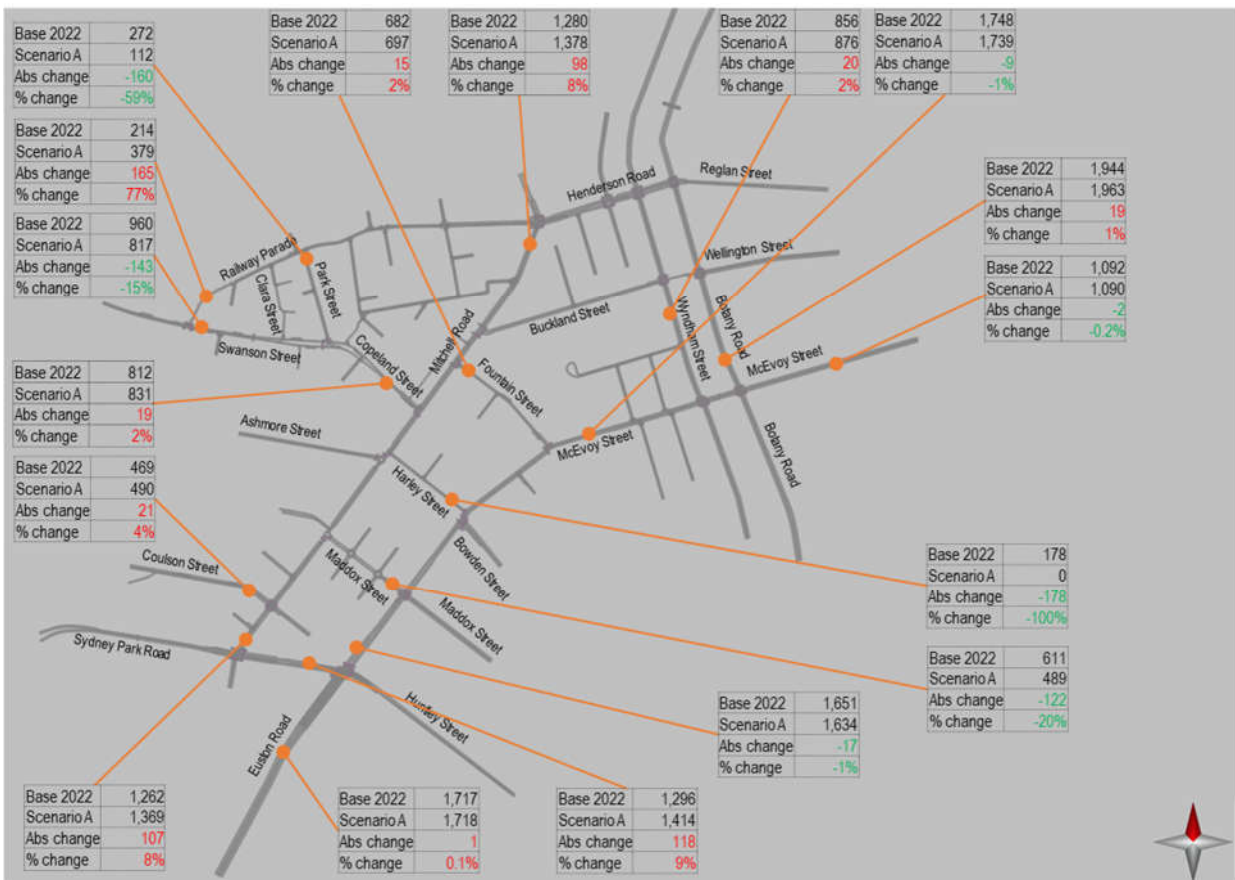 Base 2022 272
Scenario A 112
Abs change -160
% change -59%
Base 2022 682
Scenario A 697
Abs change 15
% change 2%
Base 2022 1,280
Scenario A 1,378
Abs change 98
% change 8%
Base 2022 856
Scenario A 876
Abs change 20
% change 2%
Base 2022 1,748
Scenario A 1,739
Abs change -9
% change -1%
Base 2022 214
Scenario A 379
Abs change 165
% change 77%
Base 2022 1,944
Scenario A 1,963
Abs change 19
% change 1%
Base 2022 960
Scenario A 817
Abs change -143
% change -15%
Base 2022 1,092
Scenario A 1,090
Abs change -2
% change -0.2%
Henderson Road
Reglan Street
Railway Parade
Clara Street
Park Street
Wellington Street
Swanson Street
Copeland Street
Mitchell Road
Buckland Street
Wyndham Street
Botany Road
McEvoy Street
Fountain Street
Base 2022 812
Scenario A 831
Abs change 19
% change 2%
Ashmore Street
McEvoy Street
Botany Road
Harley Street
Base 2022 469
Scenario A 490
Abs change 21
% change 4%
Coulson Street
Maddox Street
Bowden Street
Maddox Street
Base 2022 178
Scenario A 0
Abs change -178
% change -100%
Sydney Park Road
Huntley Street
Euston Road
Base 2022 611
Scenario A 489
Abs change -122
% change -20%
Base 2022 1,651
Scenario A 1,634
Abs change -17
% change -1%
Base 2022 1,262
Scenario A 1,369
Abs change 107
% change 8%
Base 2022 1,717
Scenario A 1,718
Abs change 1
% change 0.1%
Base 2022 1,296
Scenario A 1,414
Abs change 118
% change 9%